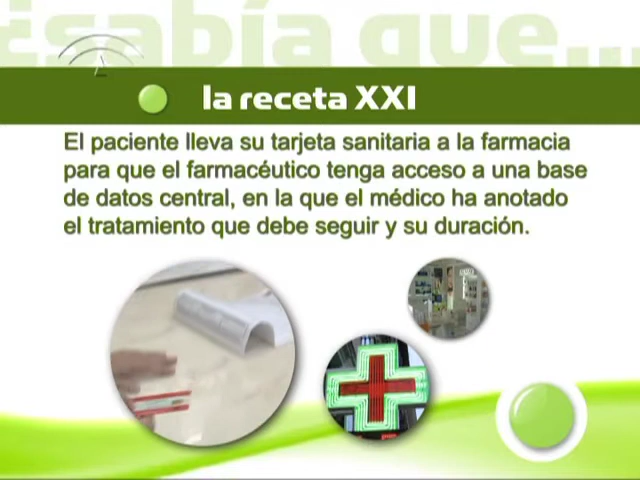 ¿sabía que...
la receta XXI
El paciente lleva su tarjeta sanitaria a la farmacia
para que el farmacéutico tenga acceso a una base
de datos central, en la que el médico ha anotado
el tratamiento que debe seguir y su duración.